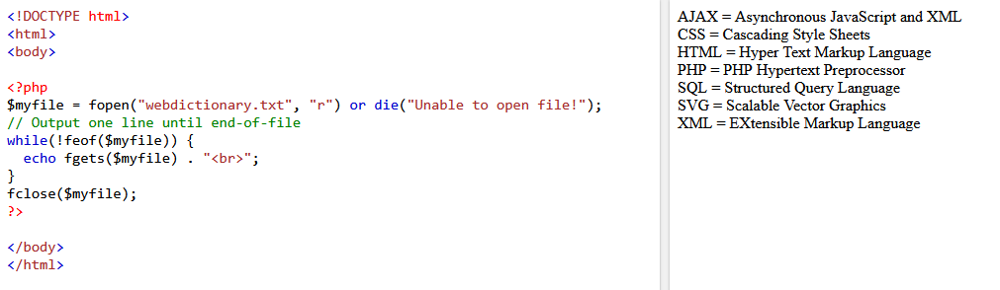 <!DOCTYPE html>
<html>
<body>
<?php
$myfile = fopen("webdictionary.txt", "r") or die("Unable to open file!");
// Output one line until end-of-file
while(!feof($myfile)) {
  echo fgets($myfile) . "<br>";
}
fclose($myfile);
?>
</body>
</html>
AJAX = Asynchronous JavaScript and XML
CSS = Cascading Style Sheets
HTML = Hyper Text Markup Language
PHP = PHP Hypertext Preprocessor
SQL = Structured Query Language
SVG = Scalable Vector Graphics
XML = EXtensible Markup Language